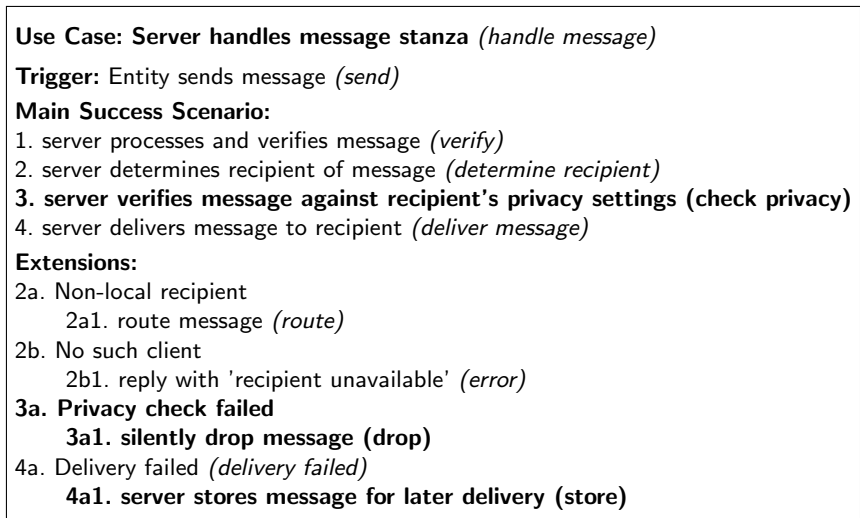 Use Case: Server handles message stanza (handle message)
Trigger: Entity sends message (send)
Main Success Scenario:
1. server processes and verifies message (verify)
2. server determines recipient of message (determine recipient)
3. server verifies message against recipient's privacy settings (check privacy)
4. server delivers message to recipient (deliver message)
Extensions:
2a. Non-local recipient
2a1. route message (route)
2b. No such client
2b1. reply with 'recipient unavailable' (error)
3a. Privacy check failed
3a1. silently drop message (drop)
4a. Delivery failed (delivery failed)
4a1. server stores message for later delivery (store)